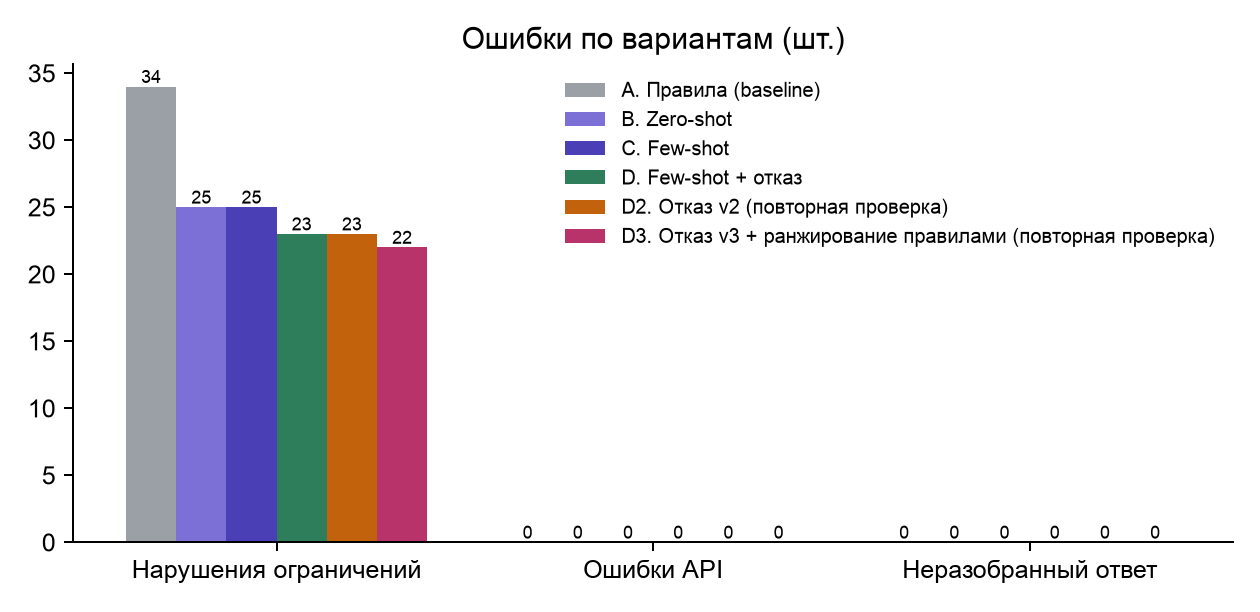 Ошибки по вариантам (шт.)
35
30
25
20
15
10
5
0
34
25
25
23
23
22
0
0
0
0
0
0
0
0
0
0
0
0
A. Правила (baseline)
B. Zero-shot
C. Few-shot
D. Few-shot + отказ
D2. Отказ v2 (повторная проверка)
D3. Отказ v3 + ранжирование правилами (повторная проверка)
Нарушения ограничений
Ошибки API
Неразобранный ответ